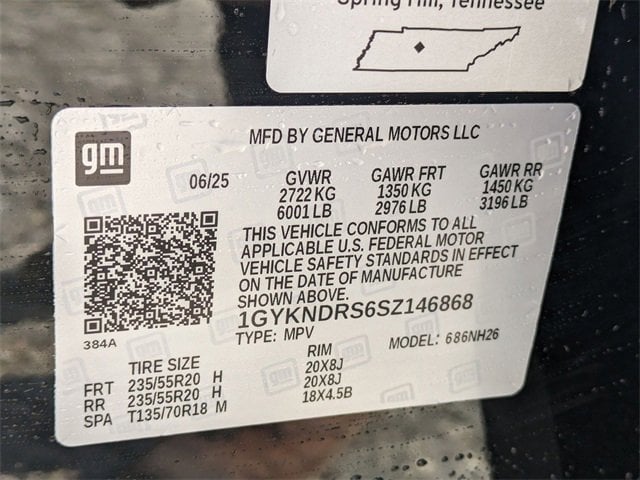 Spring Hill, Tennessee
gm
MFD BY GENERAL MOTORS LLC
06/25
GVWR GAWR FRT GAWR RR
2722 KG 1350 KG 1450 KG
6001 LB 2976 LB 3196 LB
THIS VEHICLE CONFORMS TO ALL
APPLICABLE U.S. FEDERAL MOTOR
VEHICLE SAFETY STANDARDS IN EFFECT
ON THE DATE OF MANUFACTURE
SHOWN ABOVE.
1GYKNDRS6SZ146868
384A
TYPE: MPV MODEL: 686NH26
TIRE SIZE RIM
FRT 235/55R20 H 20X8J
RR 235/55R20 H 20X8J
SPA T135/70R18 M 18X4.5B